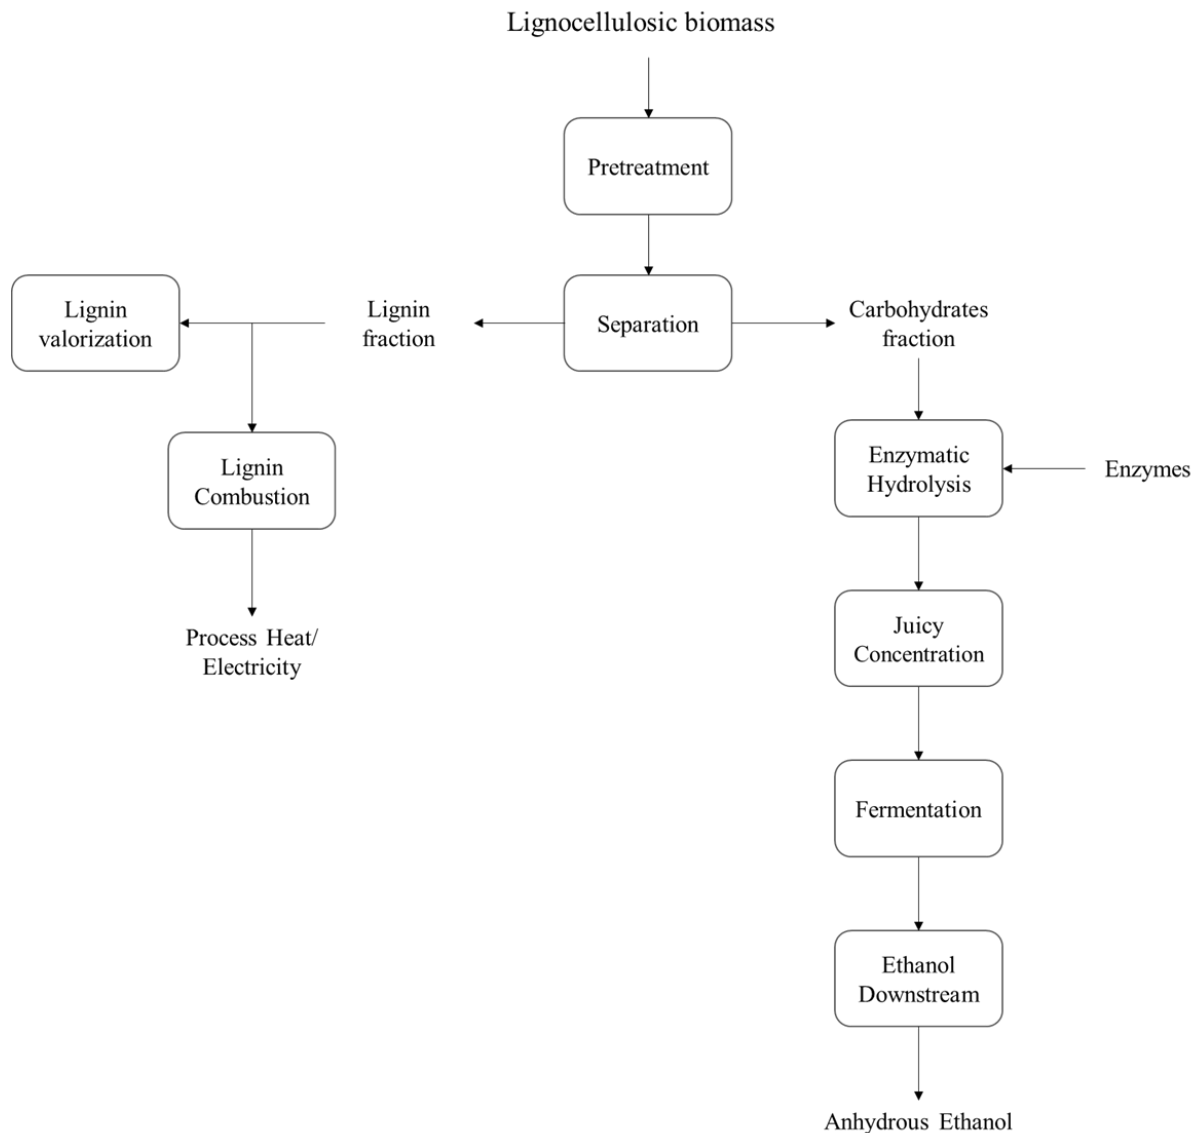 Lignocellulosic biomass
Pretreatment
Separation
Lignin
fraction
Lignin
valorization
Lignin
Combustion
Process Heat/
Electricity
Carbohydrates
fraction
Enzymatic
Hydrolysis
Enzymes
Juicy
Concentration
Fermentation
Ethanol
Downstream
Anhydrous Ethanol